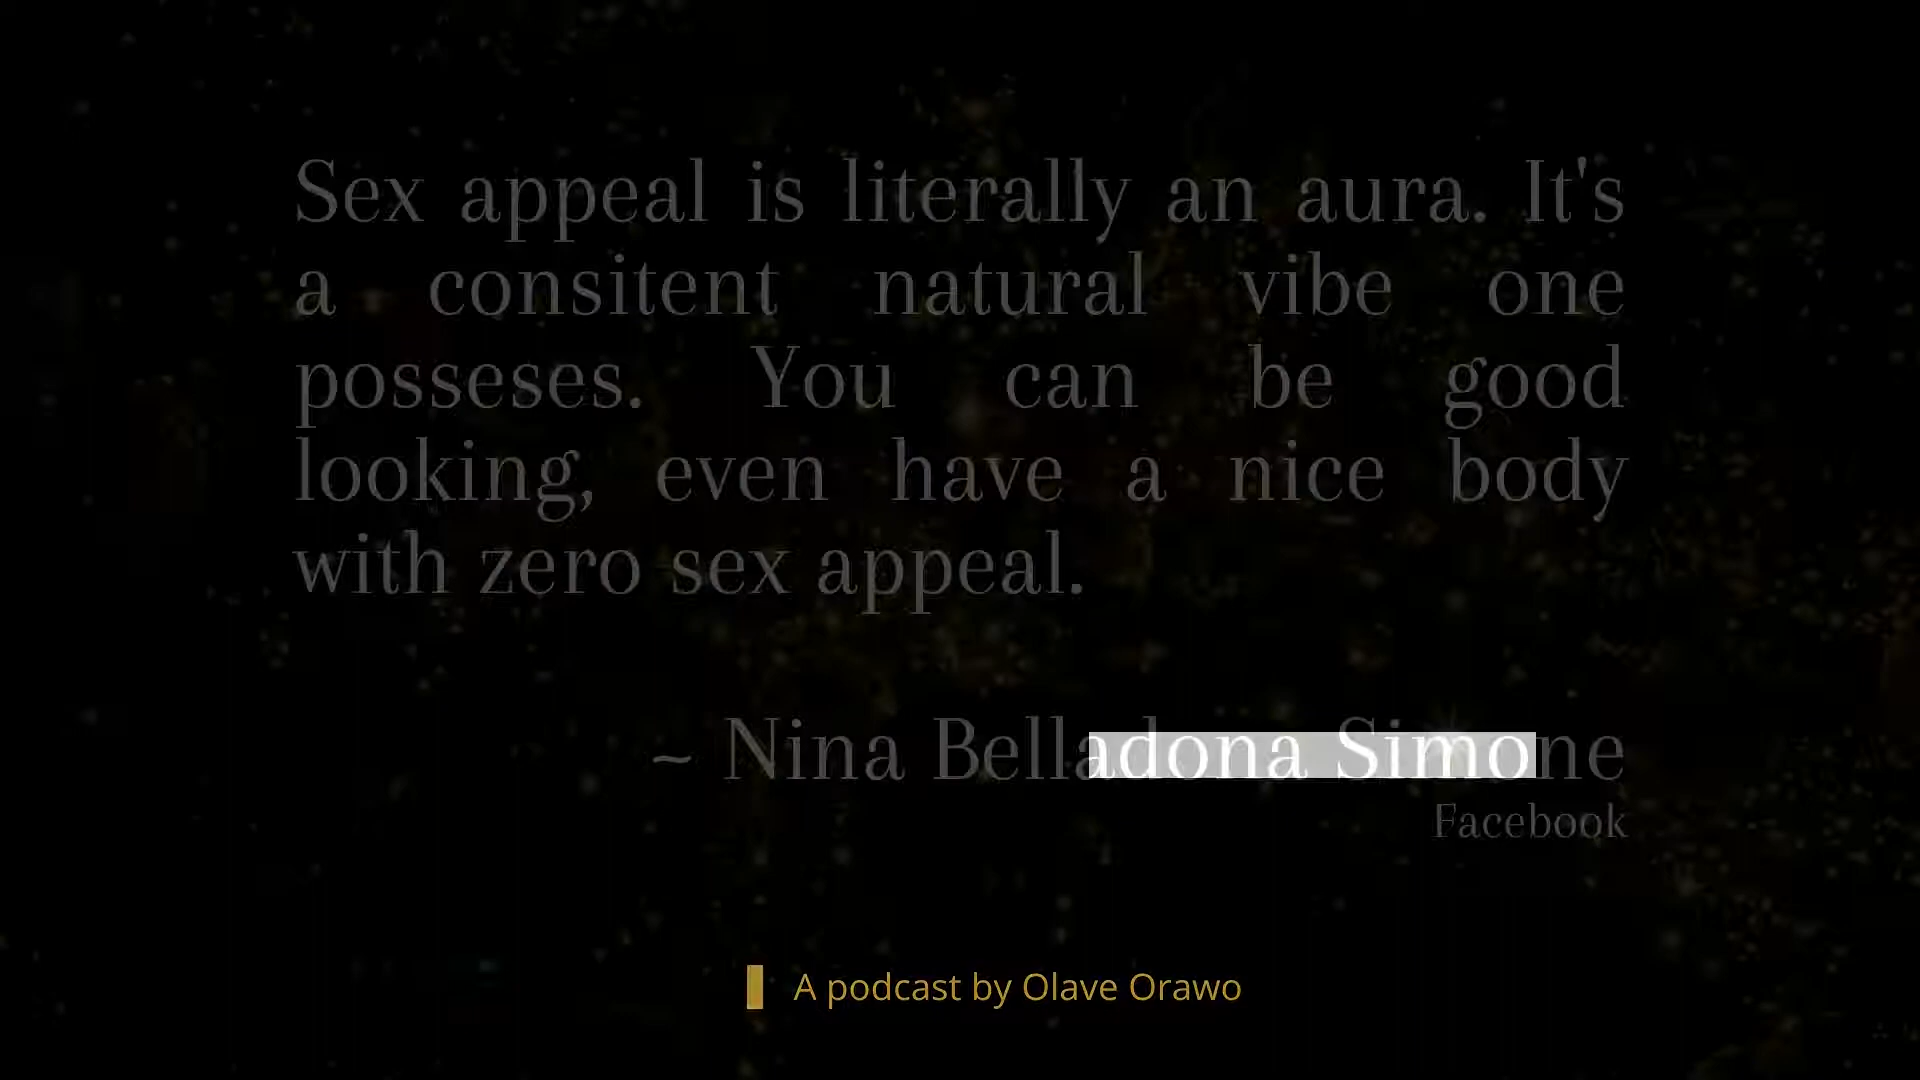 Sex appeal is literally an aura. It's
a consitent natural vibe one
posseses. You can be good
looking, even have a nice body
with zero sex appeal.
~ Nina Belladona Simone
Facebook
A podcast by Olave Orawo